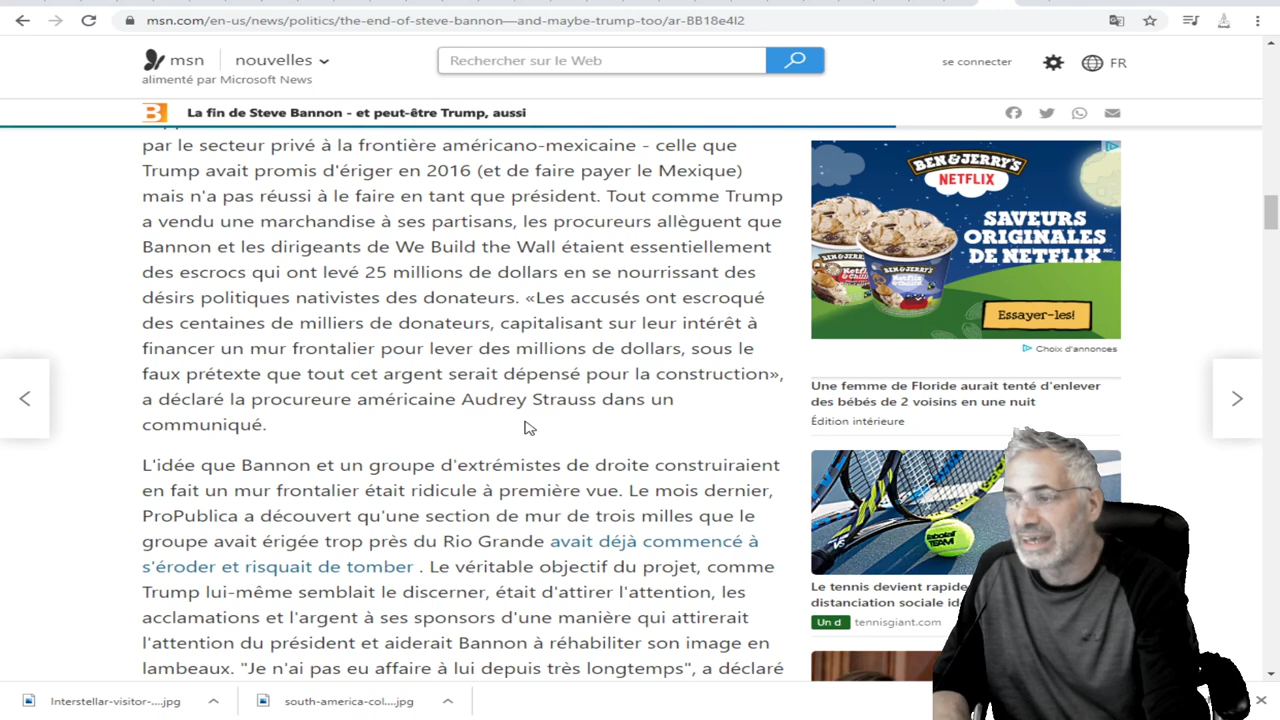 msn.com/en-us/news/politics/the-end-of-steve-bannon—and-maybe-trump-too/ar-BB18e4l2
msn nouvelles
alimenté par Microsoft News
Rechercher sur le Web
se connecter
FR
La fin de Steve Bannon - et peut-être Trump, aussi
par le secteur privé à la frontière américano-mexicaine - celle que
Trump avait promis d'ériger en 2016 (et de faire payer le Mexique)
mais n'a pas réussi à le faire en tant que président. Tout comme Trump
a vendu une marchandise à ses partisans, les procureurs allèguent que
Bannon et les dirigeants de We Build the Wall étaient essentiellement
des escrocs qui ont levé 25 millions de dollars en se nourrissant des
désirs politiques nativistes des donateurs. «Les accusés ont escroqué
des centaines de milliers de donateurs, capitalisant sur leur intérêt à
financer un mur frontalier pour lever des millions de dollars, sous le
faux prétexte que tout cet argent serait dépensé pour la construction»,
a déclaré la procureure américaine Audrey Strauss dans un
communiqué.
L'idée que Bannon et un groupe d'extrémistes de droite construiraient
en fait un mur frontalier était ridicule à première vue. Le mois dernier,
ProPublica a découvert qu'une section de mur de trois milles que le
groupe avait érigée trop près du Rio Grande avait déjà commencé à
s'éroder et risquait de tomber . Le véritable objectif du projet, comme
Trump lui-même semblait le discerner, était d'attirer l'attention, les
acclamations et l'argent à ses sponsors d'une manière qui attirerait
l'attention du président et aiderait Bannon à réhabiliter son image en
lambeaux. "Je n'ai pas eu affaire à lui depuis très longtemps", a déclaré
BEN & JERRY'S
NETFLIX
SAVEURS
ORIGINALES
DE NETFLIX
Essayer-les!
Choix d'annonces
Une femme de Floride aurait tenté d'enlever
des bébés de 2 voisins en une nuit
Édition intérieure
Le tennis devient rapide
distanciation sociale
Un d tennisgiant.com
Interstellar-visitor-....jpg
south-america-col....jpg